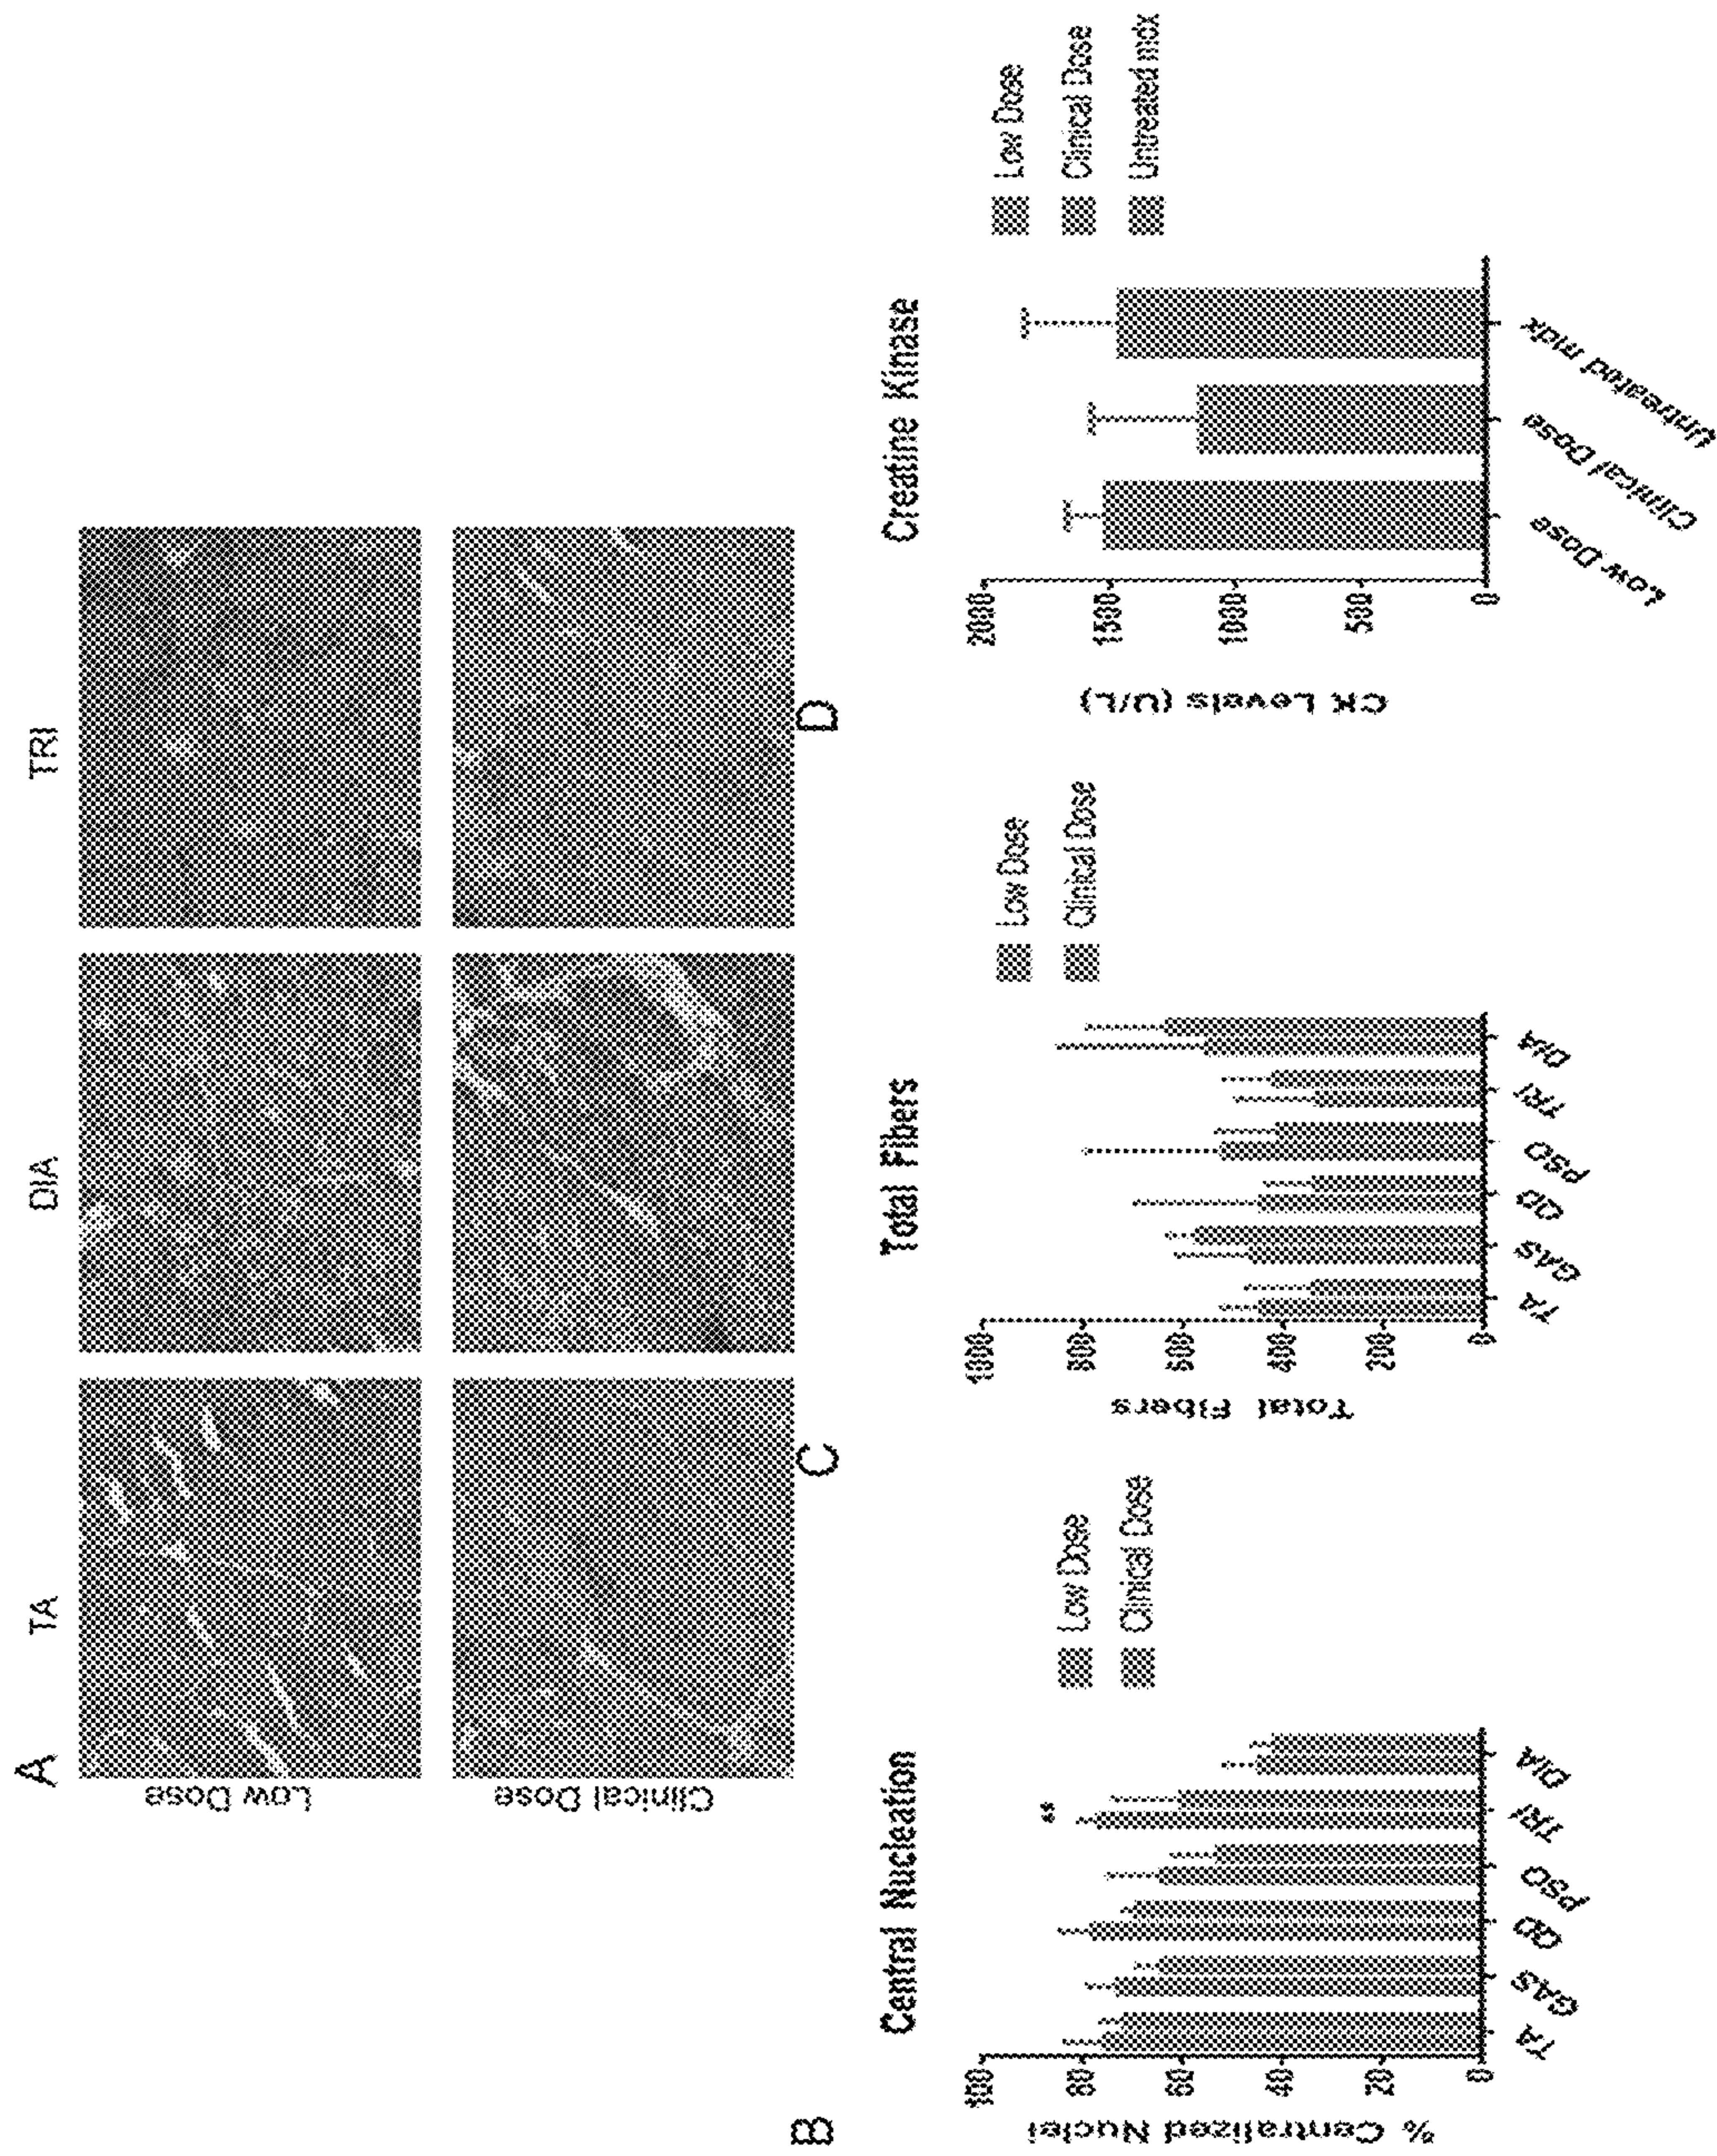 A
TA
DIA
TRI
Low Dose
Clinical Dose
B
Central Nucleation
% Centralized Nuclei
100
80
60
40
20
0
TA
GAS
QD
PSO
TRI
DIA
**
Low Dose
Clinical Dose
C
Total Fibers
Total Fibers
1000
800
600
400
200
0
TA
GAS
QD
PSO
TRI
DIA
Low Dose
Clinical Dose
D
Creatine Kinase
CK Levels (U/L)
2000
1500
1000
500
0
Low Dose
Clinical Dose
Untreated mdx
Low Dose
Clinical Dose
Untreated mdx